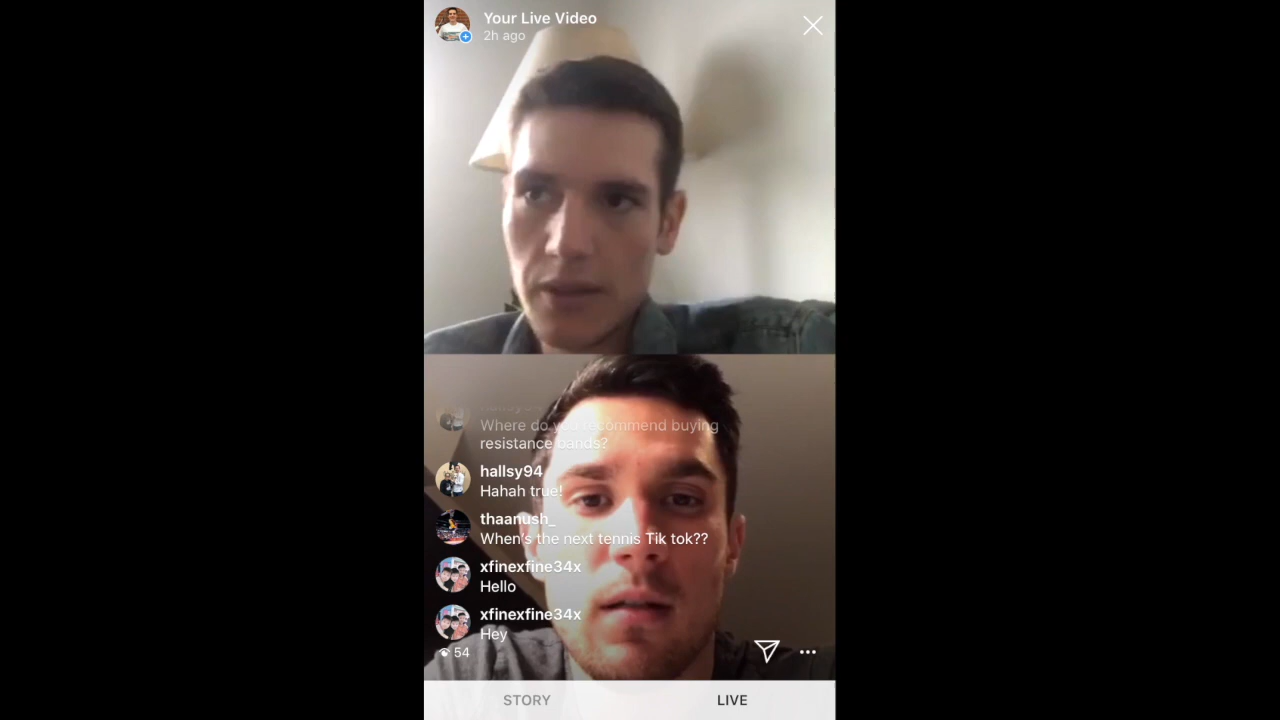 Your Live Video
2h ago
Where do you recommend buying
resistance bands?
hallsy94
Hahah true!
thaanush_
When's the next tennis Tik tok??
xfinexfine34x
Hello
xfinexfine34x
Hey
54
STORY
LIVE